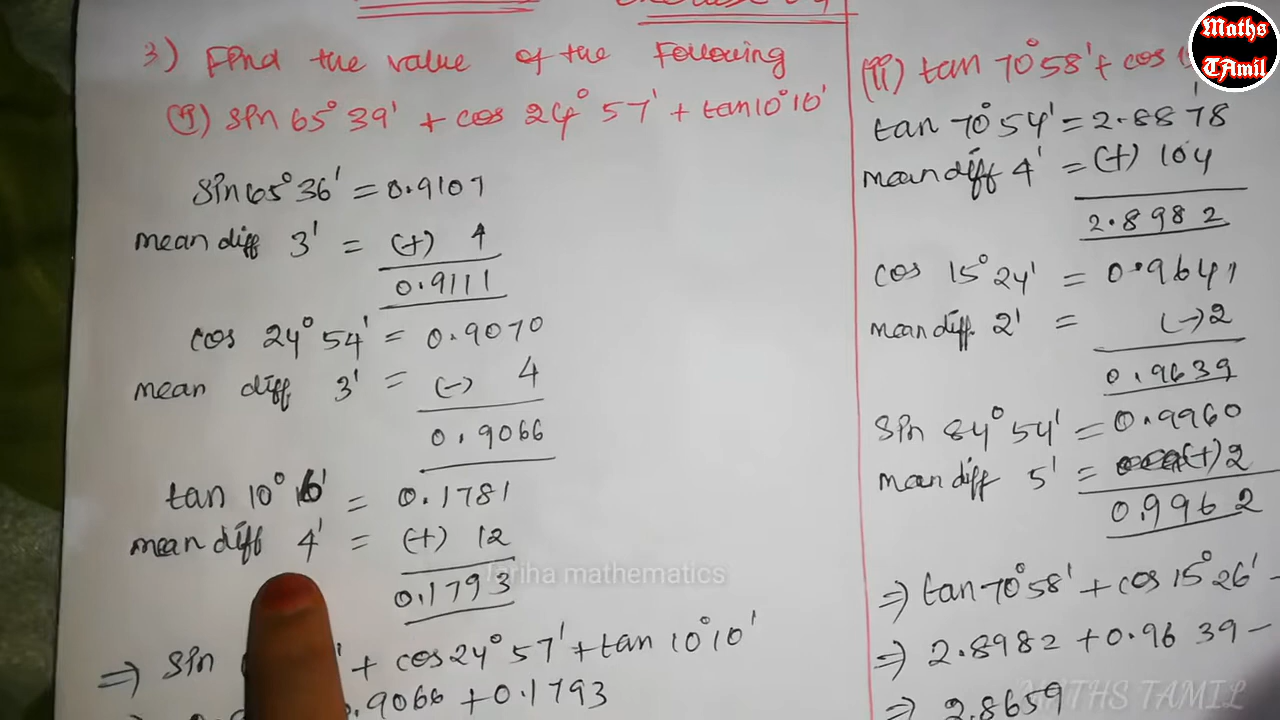 3) Find the value of the following
(i) sin 65° 39' + cos 24° 57' + tan 10° 10'
sin 65° 36' = 0.9107
mean diff 3' = (+) 4
0.9111
cos 24° 54' = 0.9070
mean diff 3' = (-) 4
0.9066
tan 10° 6' = 0.1781
mean diff 4' = (+) 12
0.1793
⇒ sin + cos 24° 57' + tan 10° 10'
.9066 + 0.1793
(ii) tan 70° 58' + cos
tan 70° 54' = 2.8878
mean diff 4' = (+) 104
2.8982
cos 15° 24' = 0.9641
mean diff. 2' = (-) 2
0.9639
sin 84° 54' = 0.9960
mean diff 5' = (+) 2
0.9962
⇒ tan 70° 58' + cos 15° 26' -
⇒ 2.8982 + 0.9639 -
⇒ 2.8659
Maths
TAmil
Tariha mathematics
MATHS TAMIL